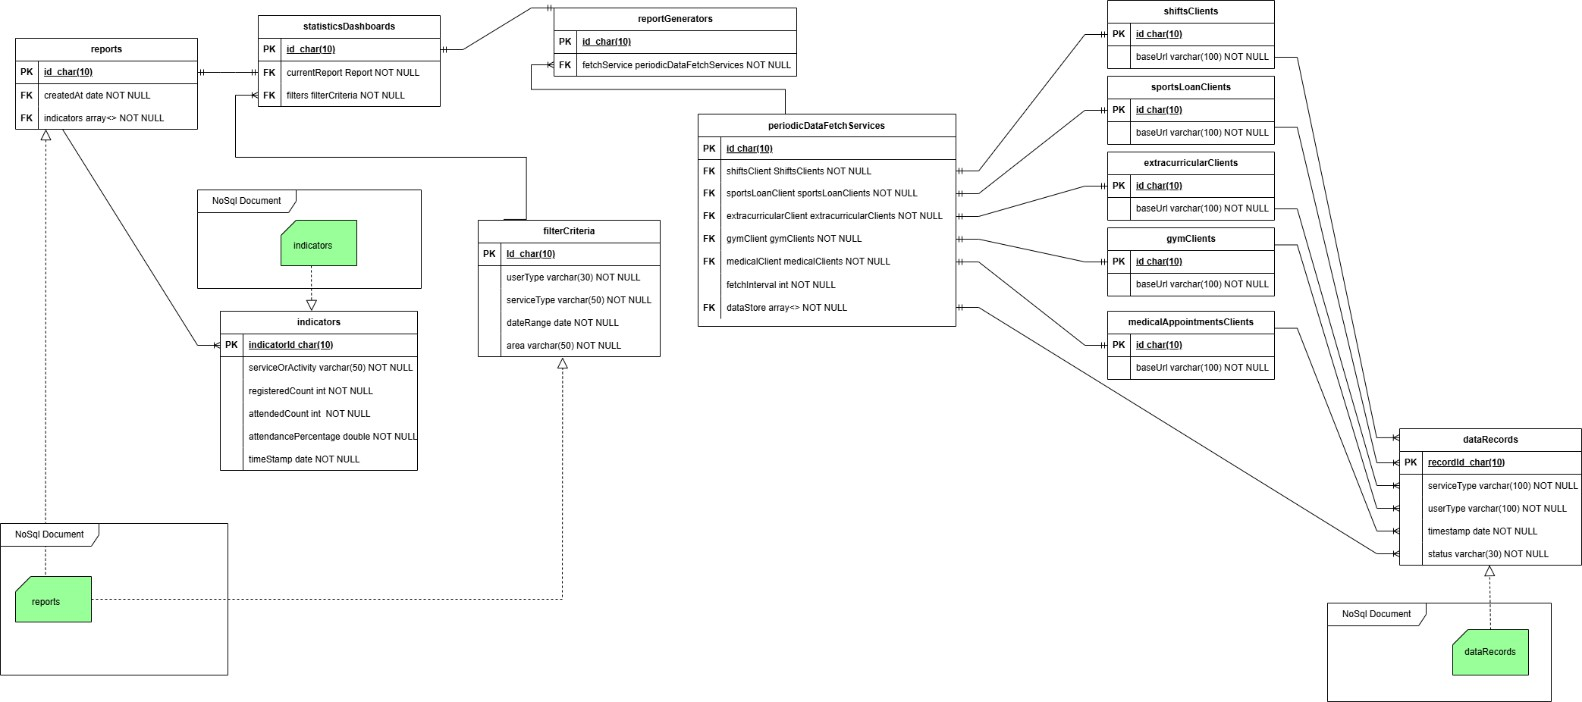 reports
PK id char(10)
FK createdAt date NOT NULL
FK indicators array<> NOT NULL
statisticsDashboards
PK id char(10)
FK currentReport Report NOT NULL
FK filters filterCriteria NOT NULL
reportGenerators
PK id char(10)
FK fetchService periodicDataFetchServices NOT NULL
periodicDataFetchServices
PK id char(10)
FK shiftsClient ShiftsClients NOT NULL
FK sportsLoanClient sportsLoanClients NOT NULL
FK extracurricularClient extracurricularClients NOT NULL
FK gymClient gymClients NOT NULL
FK medicalClient medicalClients NOT NULL
fetchInterval int NOT NULL
FK dataStore array<> NOT NULL
shiftsClients
PK id char(10)
baseUrl varchar(100) NOT NULL
sportsLoanClients
PK id char(10)
baseUrl varchar(100) NOT NULL
extracurricularClients
PK id char(10)
baseUrl varchar(100) NOT NULL
gymClients
PK id char(10)
baseUrl varchar(100) NOT NULL
medicalAppointmentsClients
PK id char(10)
baseUrl varchar(100) NOT NULL
NoSql Document
indicators
indicators
PK indicatorId char(10)
serviceOrActivity varchar(50) NOT NULL
registeredCount int NOT NULL
attendedCount int NOT NULL
attendancePercentage double NOT NULL
timeStamp date NOT NULL
filterCriteria
PK Id char(10)
userType varchar(30) NOT NULL
serviceType varchar(50) NOT NULL
dateRange date NOT NULL
area varchar(50) NOT NULL
dataRecords
PK recordId char(10)
serviceType varchar(100) NOT NULL
userType varchar(100) NOT NULL
timestamp date NOT NULL
status varchar(30) NOT NULL
NoSql Document
reports
NoSql Document
dataRecords